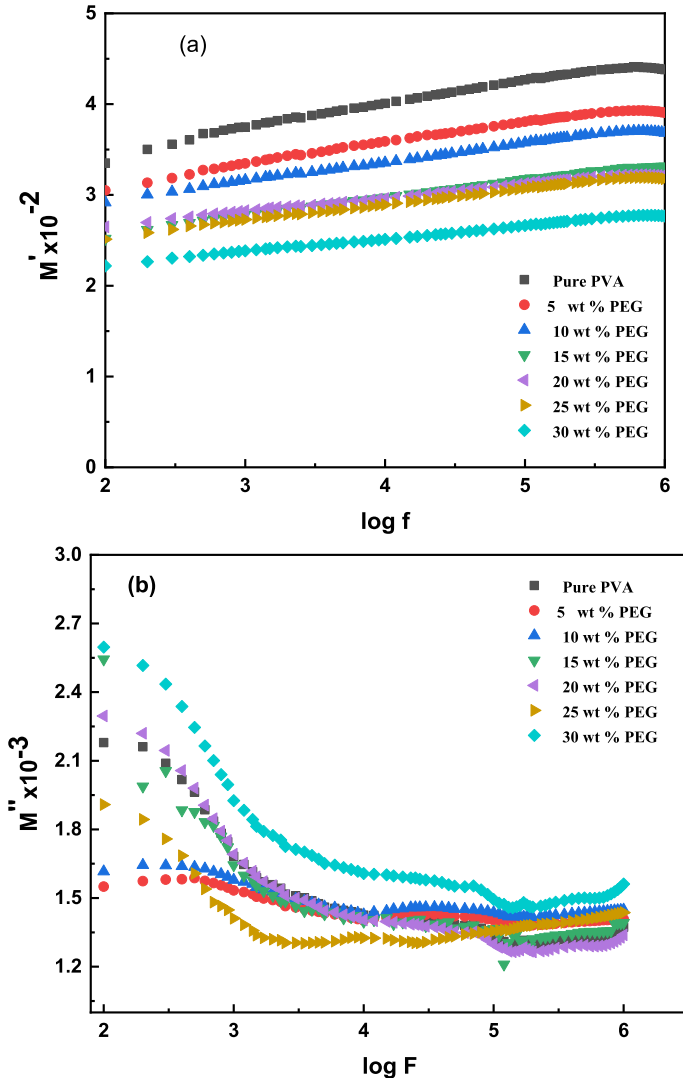 (a)
5
4
3
2
1
0
M' x10-2
Pure PVA
5 wt % PEG
10 wt % PEG
15 wt % PEG
20 wt % PEG
25 wt % PEG
30 wt % PEG
2 3 4 5 6
log f
(b)
3.0
2.7
2.4
2.1
1.8
1.5
1.2
M'' x10-3
Pure PVA
5 wt % PEG
10 wt % PEG
15 wt % PEG
20 wt % PEG
25 wt % PEG
30 wt % PEG
2 3 4 5 6
log F